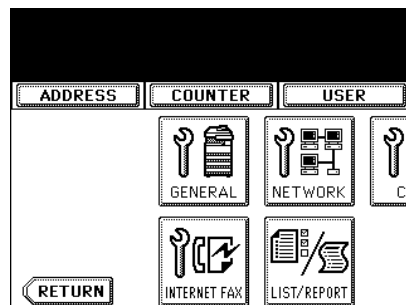 ADDRESS COUNTER USER
GENERAL NETWORK C
INTERNET FAX LIST/REPORT
RETURN